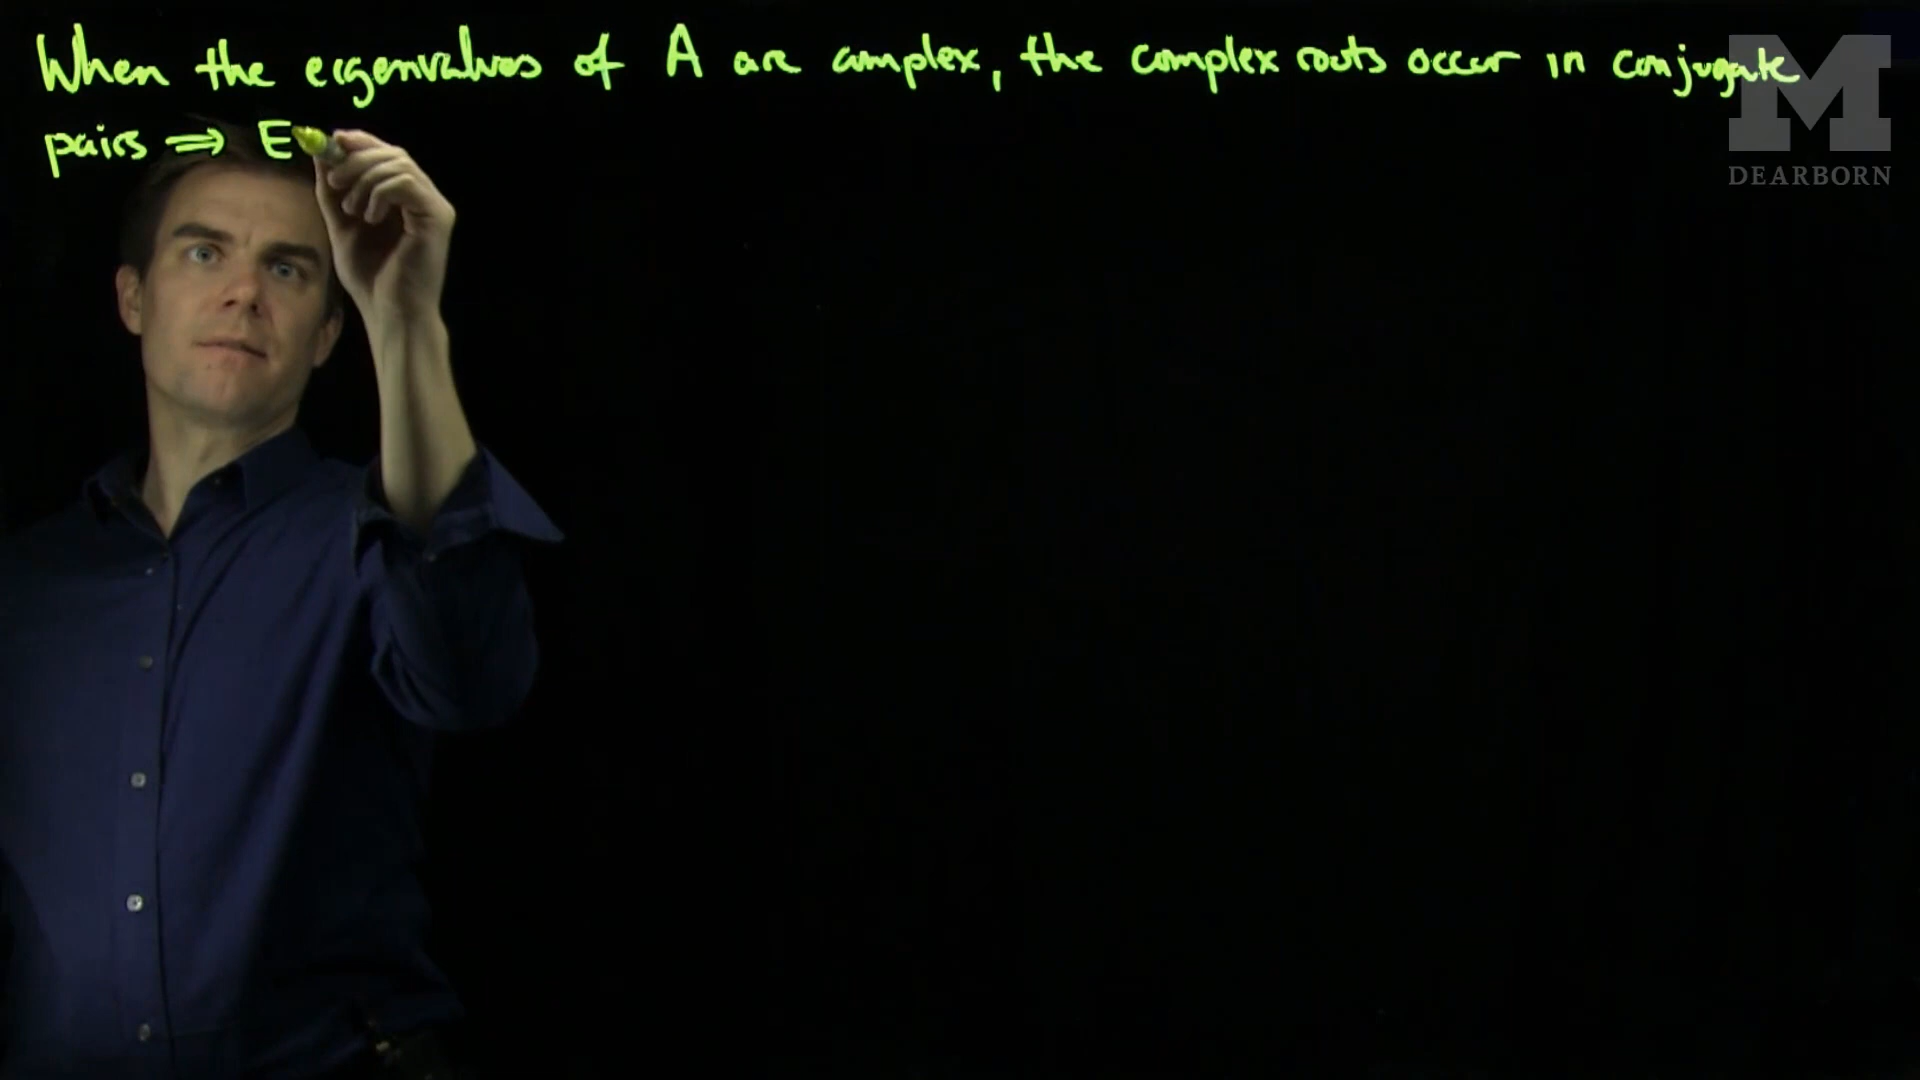 When the eigenvalues of A are complex, the complex roots occur in conjugate
pairs ⇒ E
M
DEARBORN